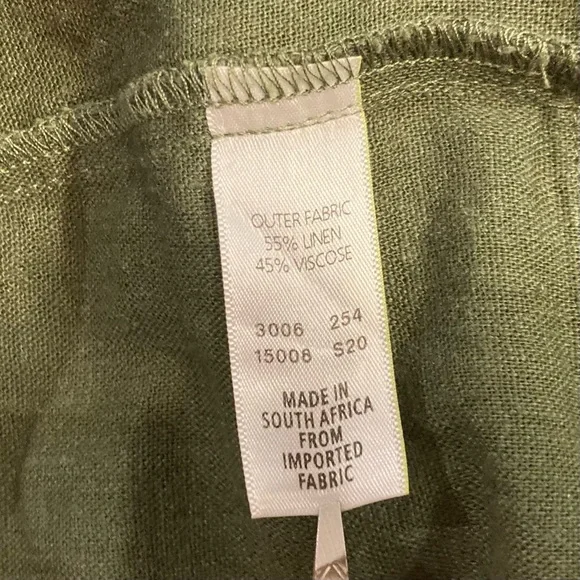 OUTER FABRIC
55% LINEN
45% VISCOSE
3006 254
15008 S20
MADE IN
SOUTH AFRICA
FROM
IMPORTED
FABRIC